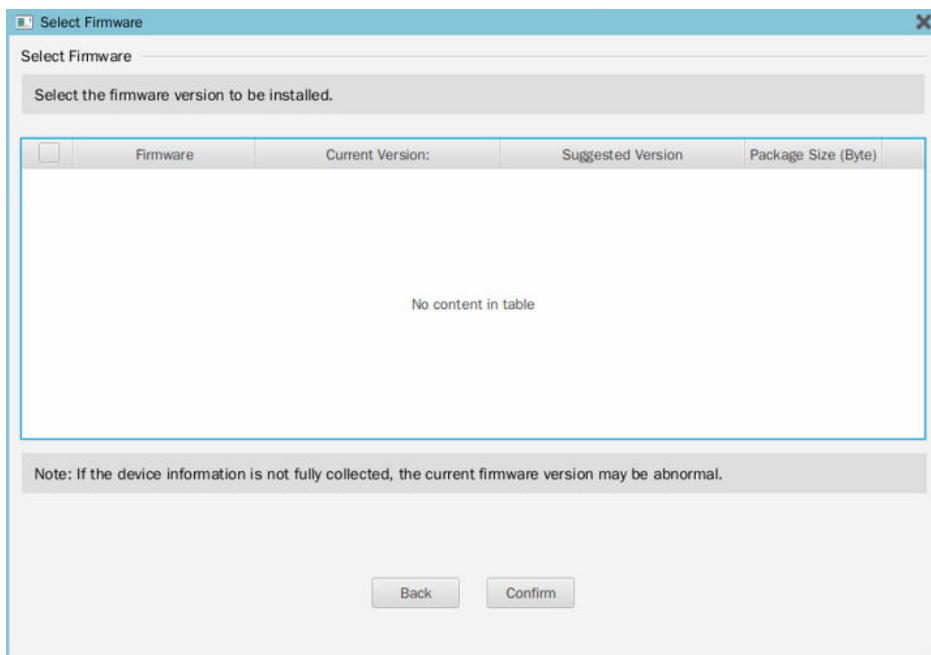 Select Firmware
Select Firmware
Select the firmware version to be installed.
Firmware Current Version: Suggested Version Package Size (Byte)
No content in table
Note: If the device information is not fully collected, the current firmware version may be abnormal.
Back Confirm